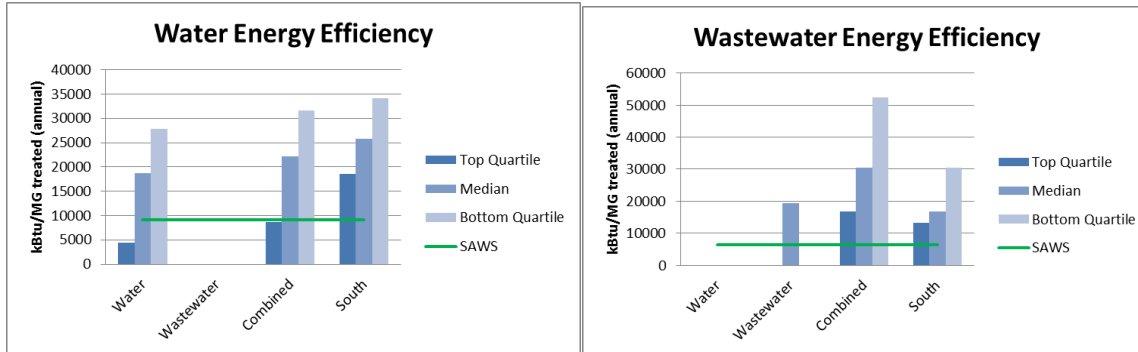 Water Energy Efficiency
kBtu/MG treated (annual)
40000
35000
30000
25000
20000
15000
10000
5000
0
Water
Wastewater
Combined
South
Top Quartile
Median
Bottom Quartile
SAWS
Wastewater Energy Efficiency
kBtu/MG treated (annual)
60000
50000
40000
30000
20000
10000
0
Water
Wastewater
Combined
South
Top Quartile
Median
Bottom Quartile
SAWS